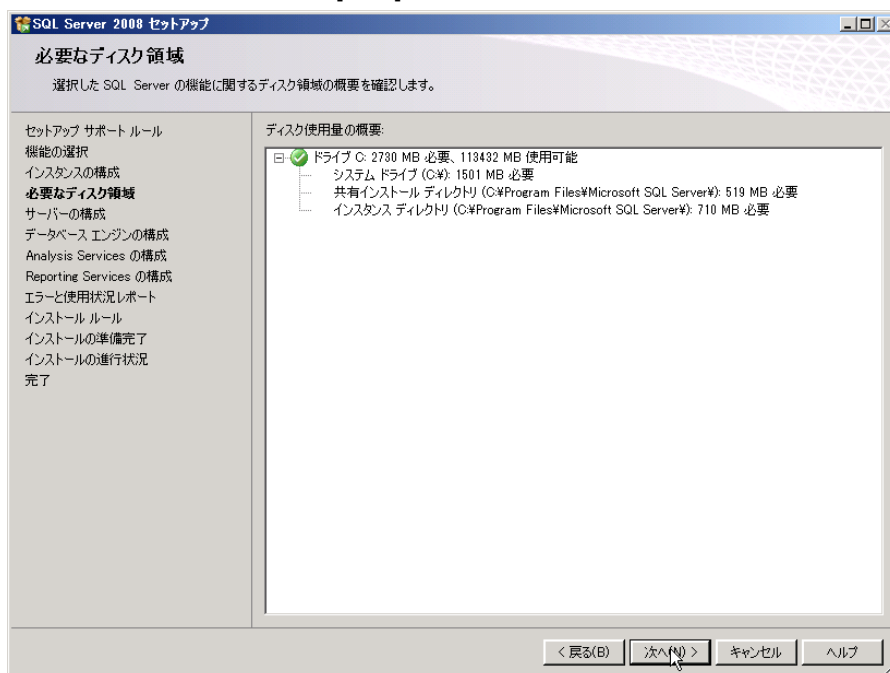 SQL Server 2008 セットアップ
必要なディスク領域
選択した SQL Server の機能に関するディスク領域の概要を確認します。
セットアップ サポート ルール
機能の選択
インスタンスの構成
必要なディスク領域
サーバーの構成
データベース エンジンの構成
Analysis Services の構成
Reporting Services の構成
エラーと使用状況レポート
インストール ルール
インストールの準備完了
インストールの進行状況
完了
ディスク使用量の概要:
ドライブ C: 2730 MB 必要、113432 MB 使用可能
システム ドライブ (C:¥): 1501 MB 必要
共有インストール ディレクトリ (C:¥Program Files¥Microsoft SQL Server¥): 519 MB 必要
インスタンス ディレクトリ (C:¥Program Files¥Microsoft SQL Server¥): 710 MB 必要
< 戻る(B)
次へ(N) >
キャンセル
ヘルプ